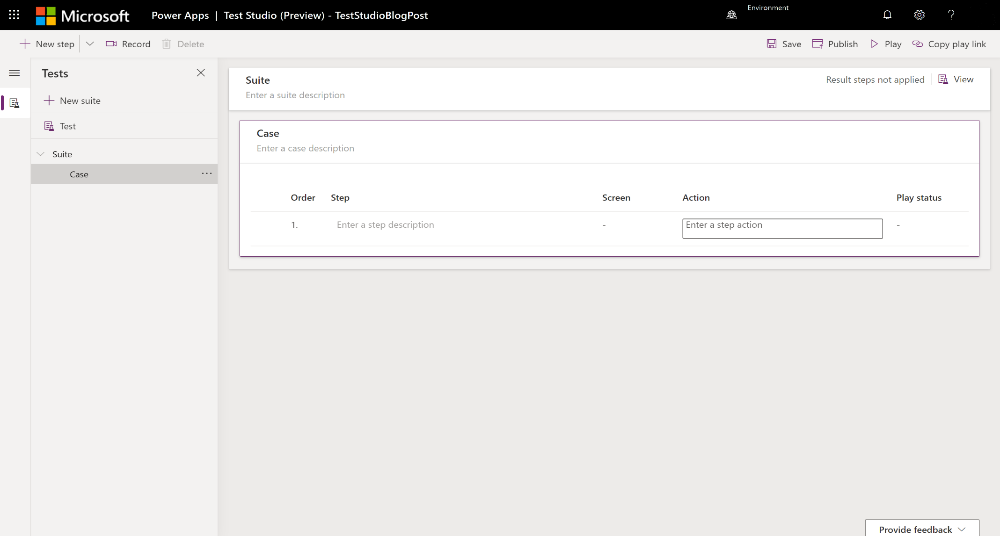 Microsoft Power Apps | Test Studio (Preview) - TestStudioBlogPost Environment ?
New step Record Delete Save Publish Play Copy play link
Tests
New suite
Test
Suite
Case ...
Suite Result steps not applied View
Enter a suite description
Case
Enter a case description
Order Step Screen Action Play status
1. Enter a step description - Enter a step action -
Provide feedback